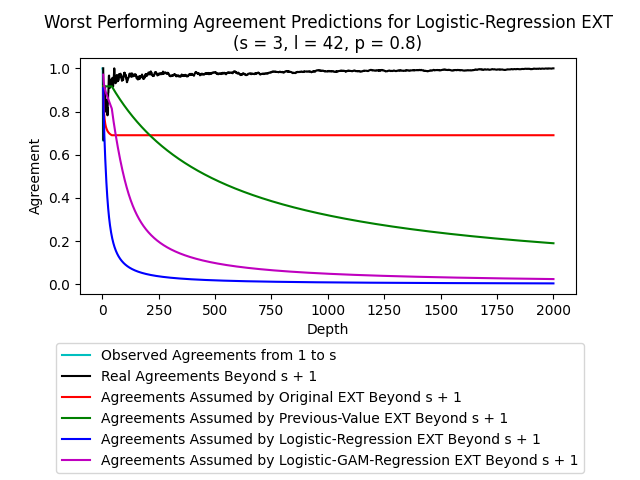 Worst Performing Agreement Predictions for Logistic-Regression EXT
(s = 3, l = 42, p = 0.8)
1.0
0.8
0.6
0.4
0.2
0.0
Agreement
0 250 500 750 1000 1250 1500 1750 2000
Depth
Observed Agreements from 1 to s
Real Agreements Beyond s + 1
Agreements Assumed by Original EXT Beyond s + 1
Agreements Assumed by Previous-Value EXT Beyond s + 1
Agreements Assumed by Logistic-Regression EXT Beyond s + 1
Agreements Assumed by Logistic-GAM-Regression EXT Beyond s + 1